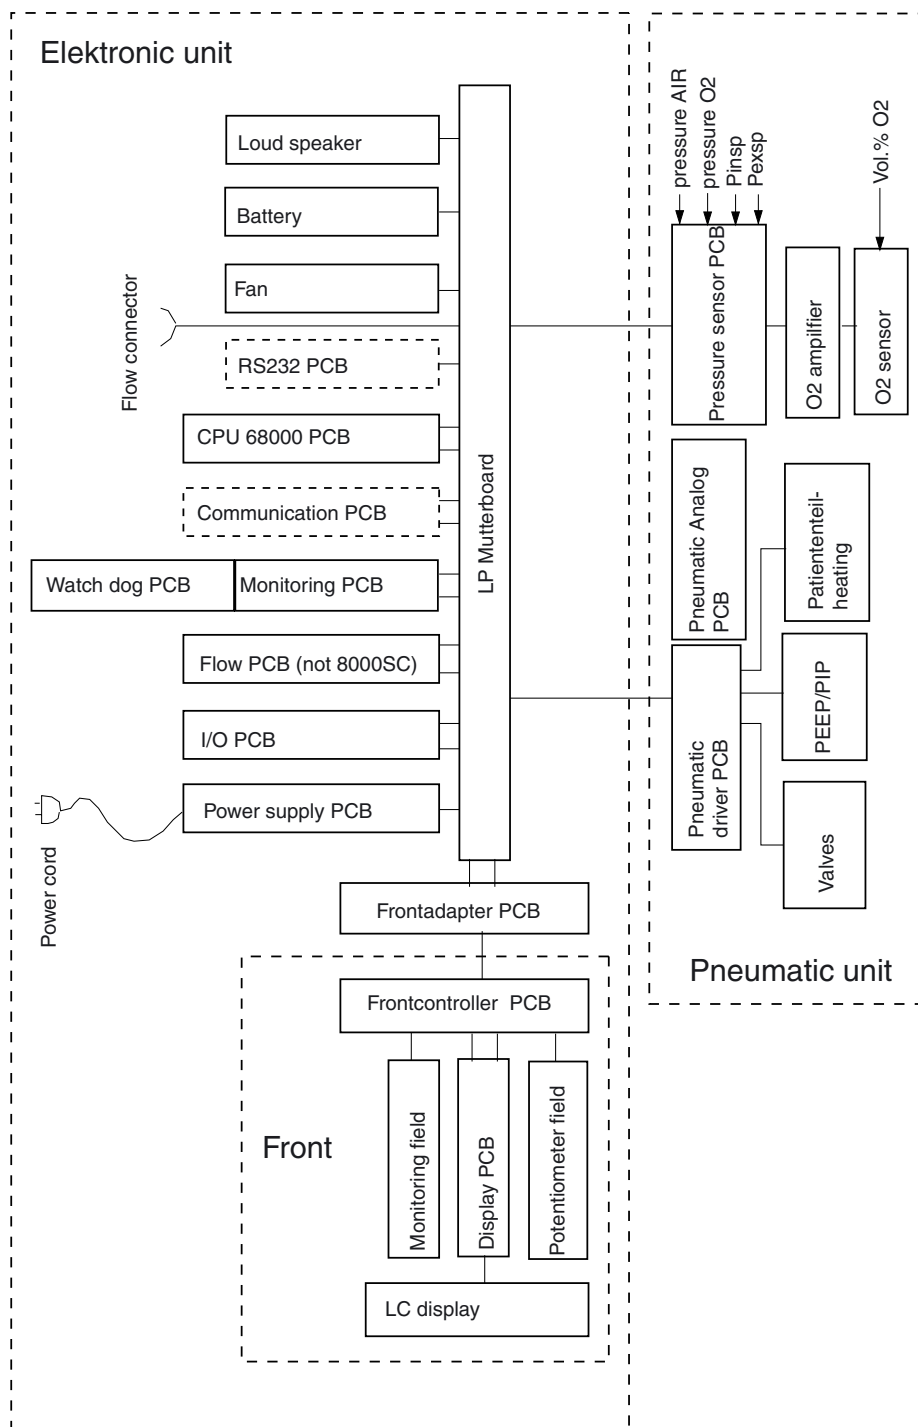 Elektronic unit
Loud speaker
Battery
Fan
Flow connector
RS232 PCB
CPU 68000 PCB
Communication PCB
Watch dog PCB
Monitoring PCB
Flow PCB (not 8000SC)
I/O PCB
Power supply PCB
Power cord
LP Mutterboard
Frontadapter PCB
Front
Frontcontroller PCB
Monitoring field
Display PCB
Potentiometer field
LC display
pressure AIR
pressure O2
Pinsp
Pexsp
Vol.% O2
Pressure sensor PCB
O2 ampilfier
O2 sensor
Pneumatic Analog
PCB
Patiententeil-
heating
Pneumatic
driver PCB
PEEP/PIP
Valves
Pneumatic unit